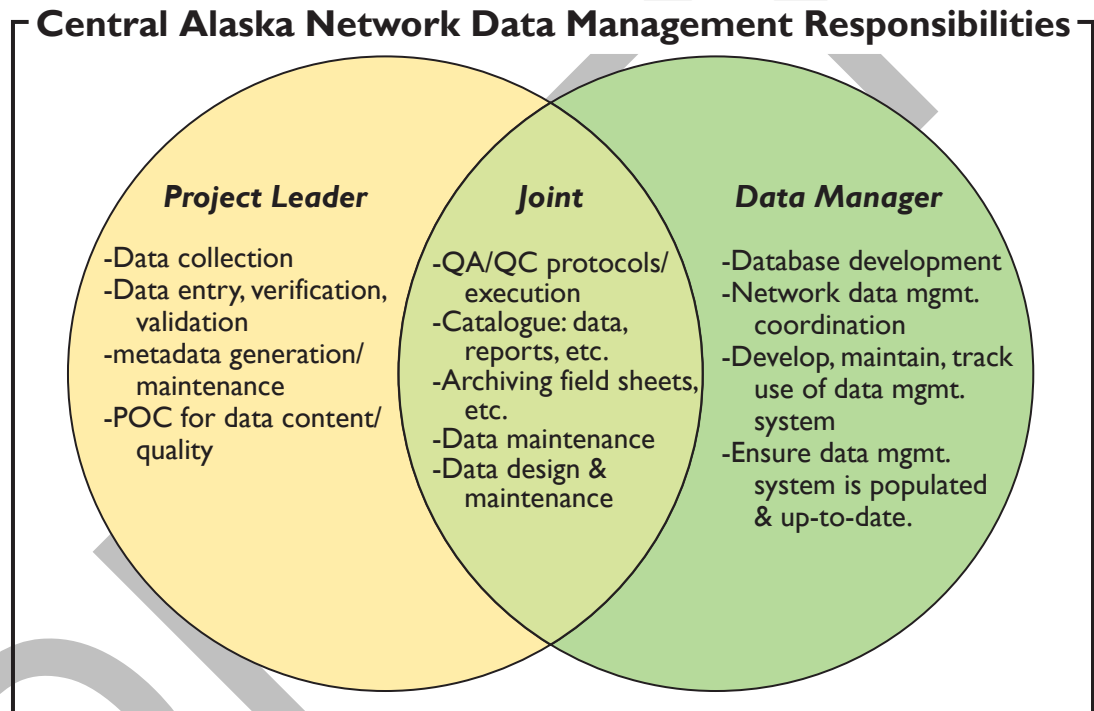 Central Alaska Network Data Management Responsibilities
Project Leader
-Data collection
-Data entry, verification,
validation
-metadata generation/
maintenance
-POC for data content/
quality
Joint
-QA/QC protocols/
execution
-Catalogue: data,
reports, etc.
-Archiving field sheets,
etc.
-Data maintenance
-Data design &
maintenance
Data Manager
-Database development
-Network data mgmt.
coordination
-Develop, maintain, track
use of data mgmt.
system
-Ensure data mgmt.
system is populated
& up-to-date.